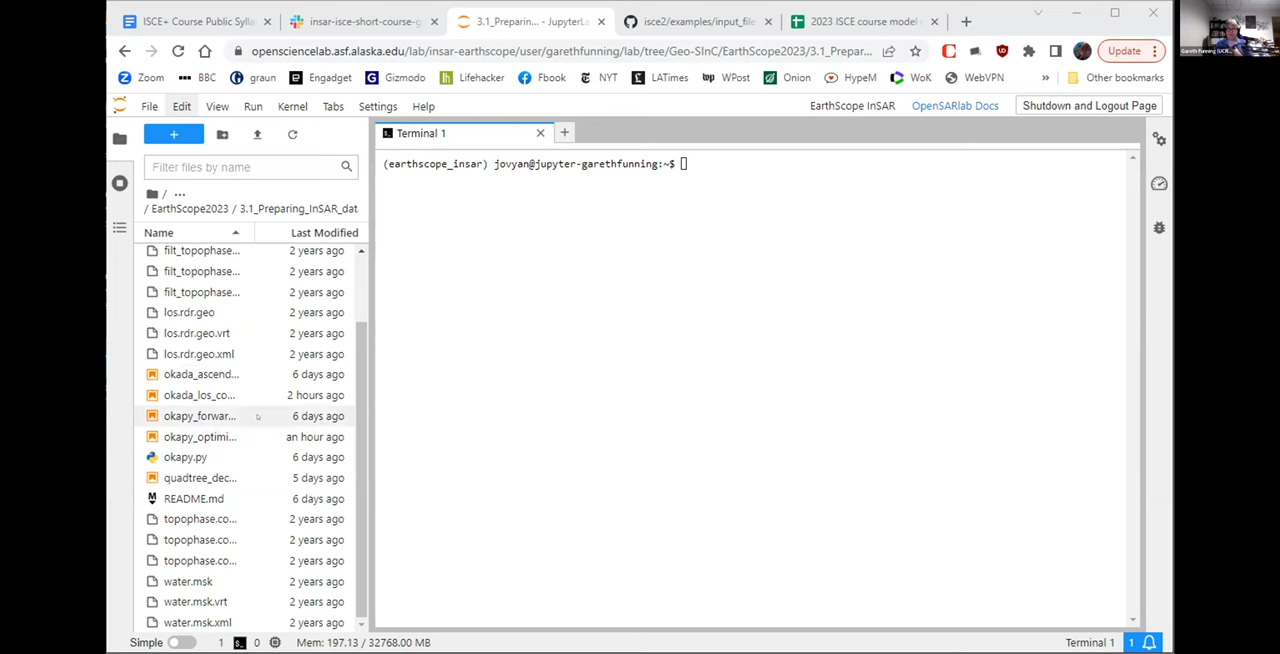 ISCE+ Course Public Sylla
insar-isce-short-course-g
3.1_Preparin... - JupyterLa
isce2/examples/input_file
2023 ISCE course model e
opensciencelab.asf.alaska.edu/lab/insar-earthscope/user/garethfunning/lab/tree/Geo-SInC/EarthScope2023/3.1_Prepar...
Update
Zoom
BBC
graun
Engadget
Gizmodo
Lifehacker
Fbook
NYT
LATimes
WPost
Onion
HypeM
WoK
WebVPN
»
Other bookmarks
File
Edit
View
Run
Kernel
Tabs
Settings
Help
EarthScope InSAR
OpenSARlab Docs
Shutdown and Logout Page
Filter files by name
/ ...
/ EarthScope2023 / 3.1_Preparing_InSAR_dat
Name
Last Modified
filt_topophase... 2 years ago
filt_topophase... 2 years ago
filt_topophase... 2 years ago
los.rdr.geo 2 years ago
los.rdr.geo.vrt 2 years ago
los.rdr.geo.xml 2 years ago
okada_ascend... 6 days ago
okada_los_co... 2 hours ago
okapy_forwar... 6 days ago
okapy_optimi... an hour ago
okapy.py 6 days ago
quadtree_dec... 5 days ago
README.md 6 days ago
topophase.co... 2 years ago
topophase.co... 2 years ago
topophase.co... 2 years ago
water.msk 2 years ago
water.msk.vrt 2 years ago
water.msk.xml 2 years ago
Terminal 1
(earthscope_insar) jovyan@jupyter-garethfunning:~$
Simple
1
0
Mem: 197.13 / 32768.00 MB
Terminal 1
1
Gareth Funning (UCR,